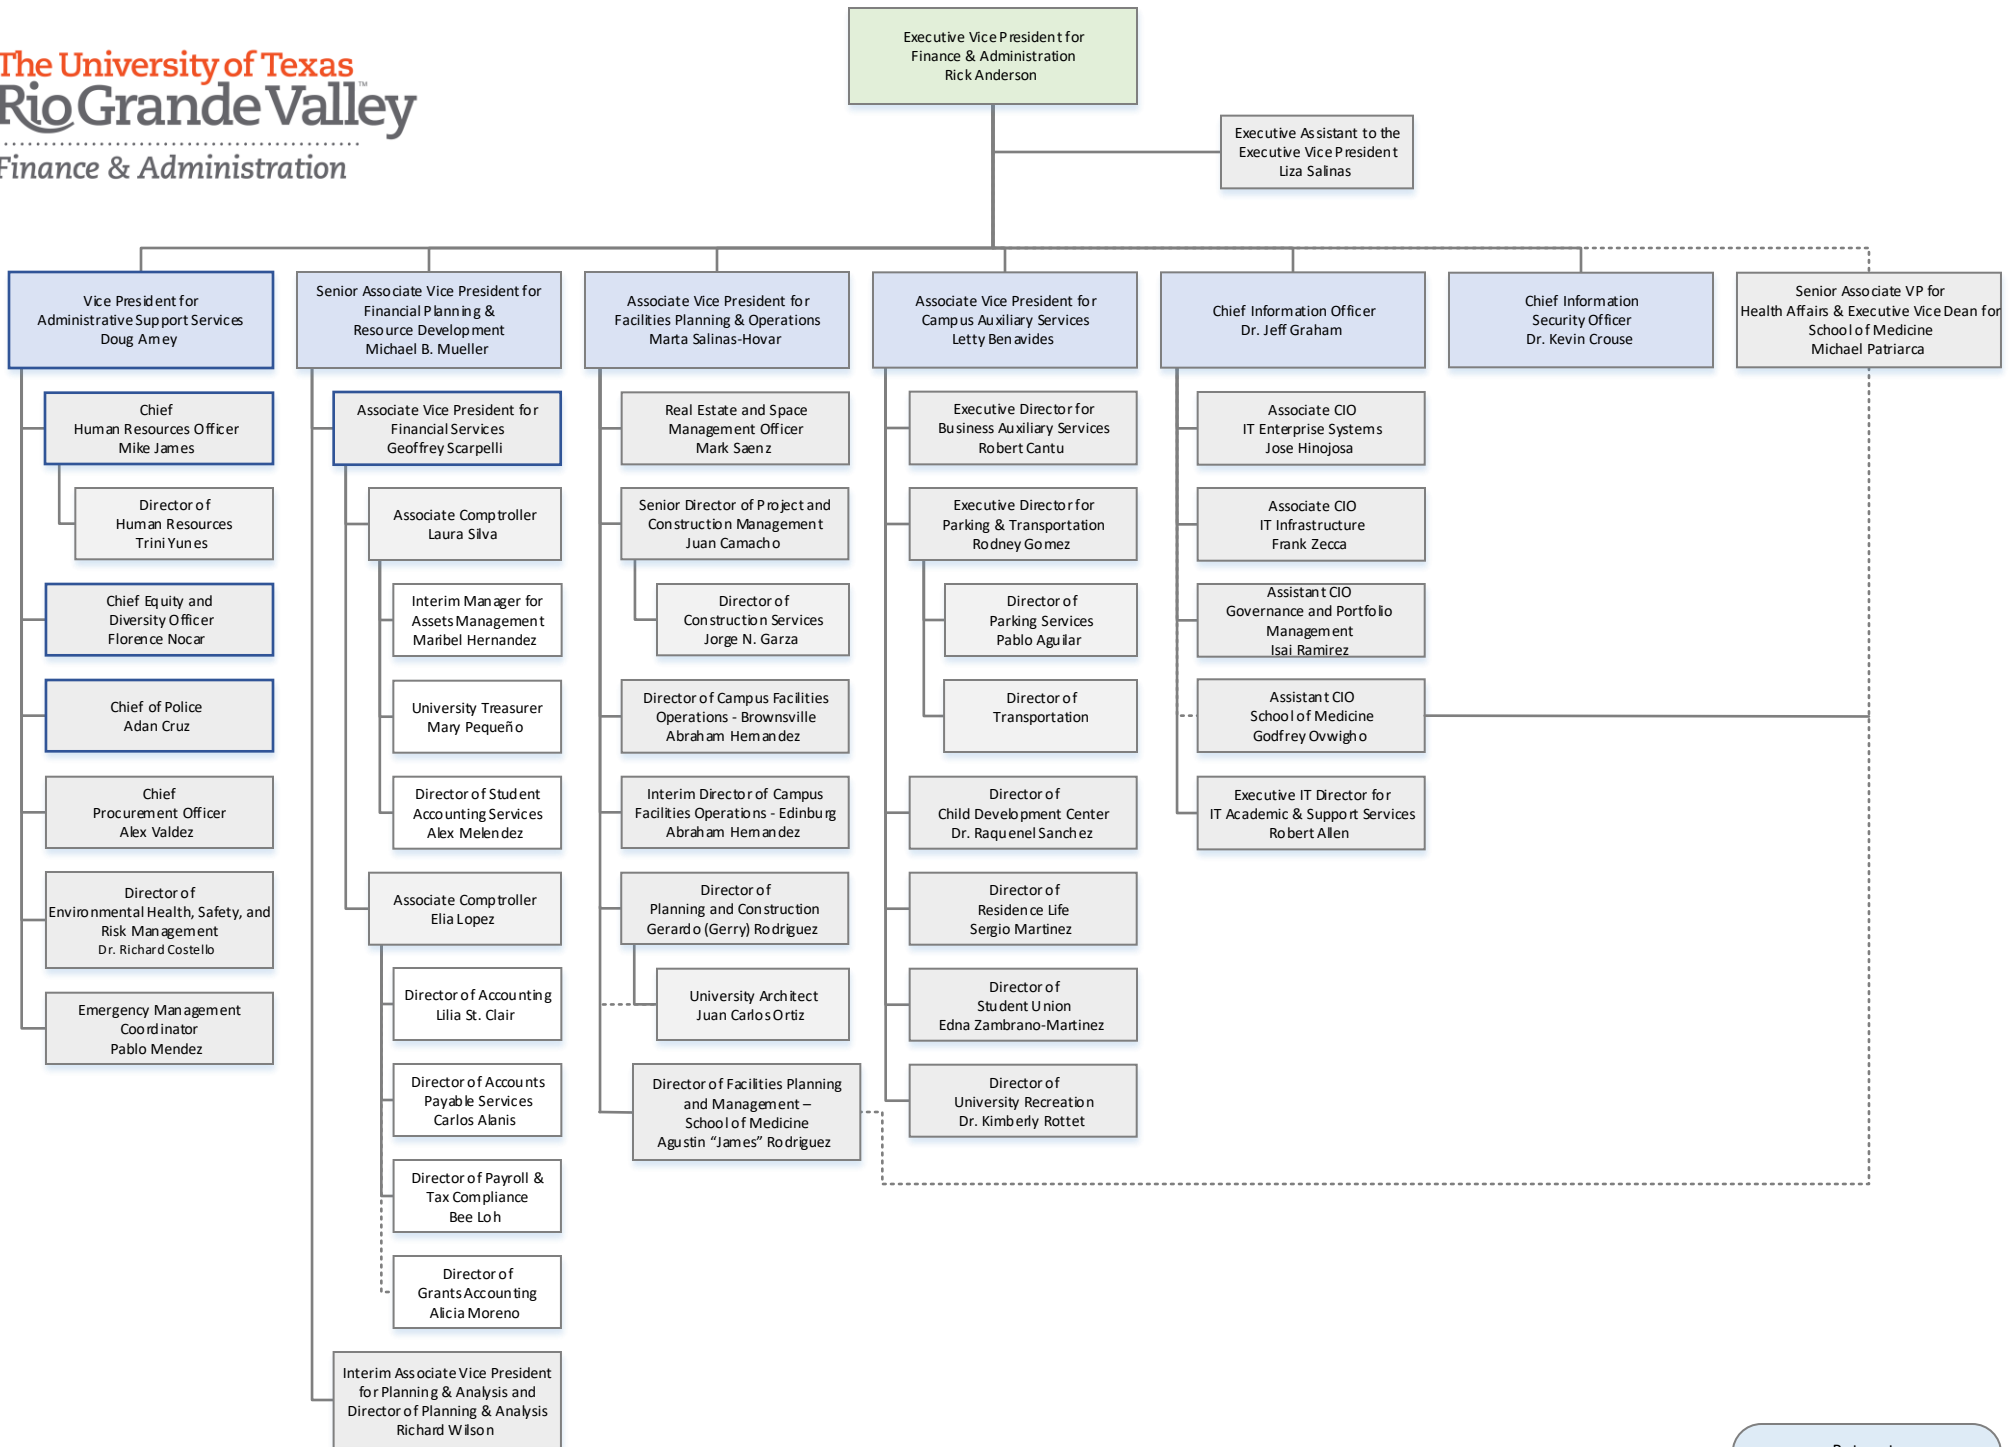 The University of Texas
Rio Grande Valley™
Finance & Administration
Executive Vice President for
Finance & Administration
Rick Anderson
Executive Assistant to the
Executive Vice President
Liza Salinas
Vice President for
Administrative Support Services
Doug Arney
Chief
Human Resources Officer
Mike James
Director of
Human Resources
Trini Yunes
Chief Equity and
Diversity Officer
Florence Nocar
Chief of Police
Adan Cruz
Chief
Procurement Officer
Alex Valdez
Director of
Environmental Health, Safety, and
Risk Management
Dr. Richard Costello
Emergency Management
Coordinator
Pablo Mendez
Senior Associate Vice President for
Financial Planning &
Resource Development
Michael B. Mueller
Associate Vice President for
Financial Services
Geoffrey Scarpelli
Associate Comptroller
Laura Silva
Interim Manager for
Assets Management
Maribel Hernandez
University Treasurer
Mary Pequeño
Director of Student
Accounting Services
Alex Melendez
Associate Comptroller
Elia Lopez
Director of Accounting
Lilia St. Clair
Director of Accounts
Payable Services
Carlos Alanis
Director of Payroll &
Tax Compliance
Bee Loh
Director of
Grants Accounting
Alicia Moreno
Interim Associate Vice President
for Planning & Analysis and
Director of Planning & Analysis
Richard Wilson
Associate Vice President for
Facilities Planning & Operations
Marta Salinas-Hovar
Real Estate and Space
Management Officer
Mark Saenz
Senior Director of Project and
Construction Management
Juan Camacho
Director of
Construction Services
Jorge N. Garza
Director of Campus Facilities
Operations - Brownsville
Abraham Hernandez
Interim Director of Campus
Facilities Operations - Edinburg
Abraham Hernandez
Director of
Planning and Construction
Gerardo (Gerry) Rodriguez
University Architect
Juan Carlos Ortiz
Director of Facilities Planning
and Management –
School of Medicine
Agustin “James” Rodriguez
Associate Vice President for
Campus Auxiliary Services
Letty Benavides
Executive Director for
Business Auxiliary Services
Robert Cantu
Executive Director for
Parking & Transportation
Rodney Gomez
Director of
Parking Services
Pablo Aguilar
Director of
Transportation
Director of
Child Development Center
Dr. Raquenel Sanchez
Director of
Residence Life
Sergio Martinez
Director of
Student Union
Edna Zambrano-Martinez
Director of
University Recreation
Dr. Kimberly Rottet
Chief Information Officer
Dr. Jeff Graham
Associate CIO
IT Enterprise Systems
Jose Hinojosa
Associate CIO
IT Infrastructure
Frank Zecca
Assistant CIO
Governance and Portfolio
Management
Isai Ramirez
Assistant CIO
School of Medicine
Godfrey Ovwigho
Executive IT Director for
IT Academic & Support Services
Robert Allen
Chief Information
Security Officer
Dr. Kevin Crouse
Senior Associate VP for
Health Affairs & Executive Vice Dean for
School of Medicine
Michael Patriarca